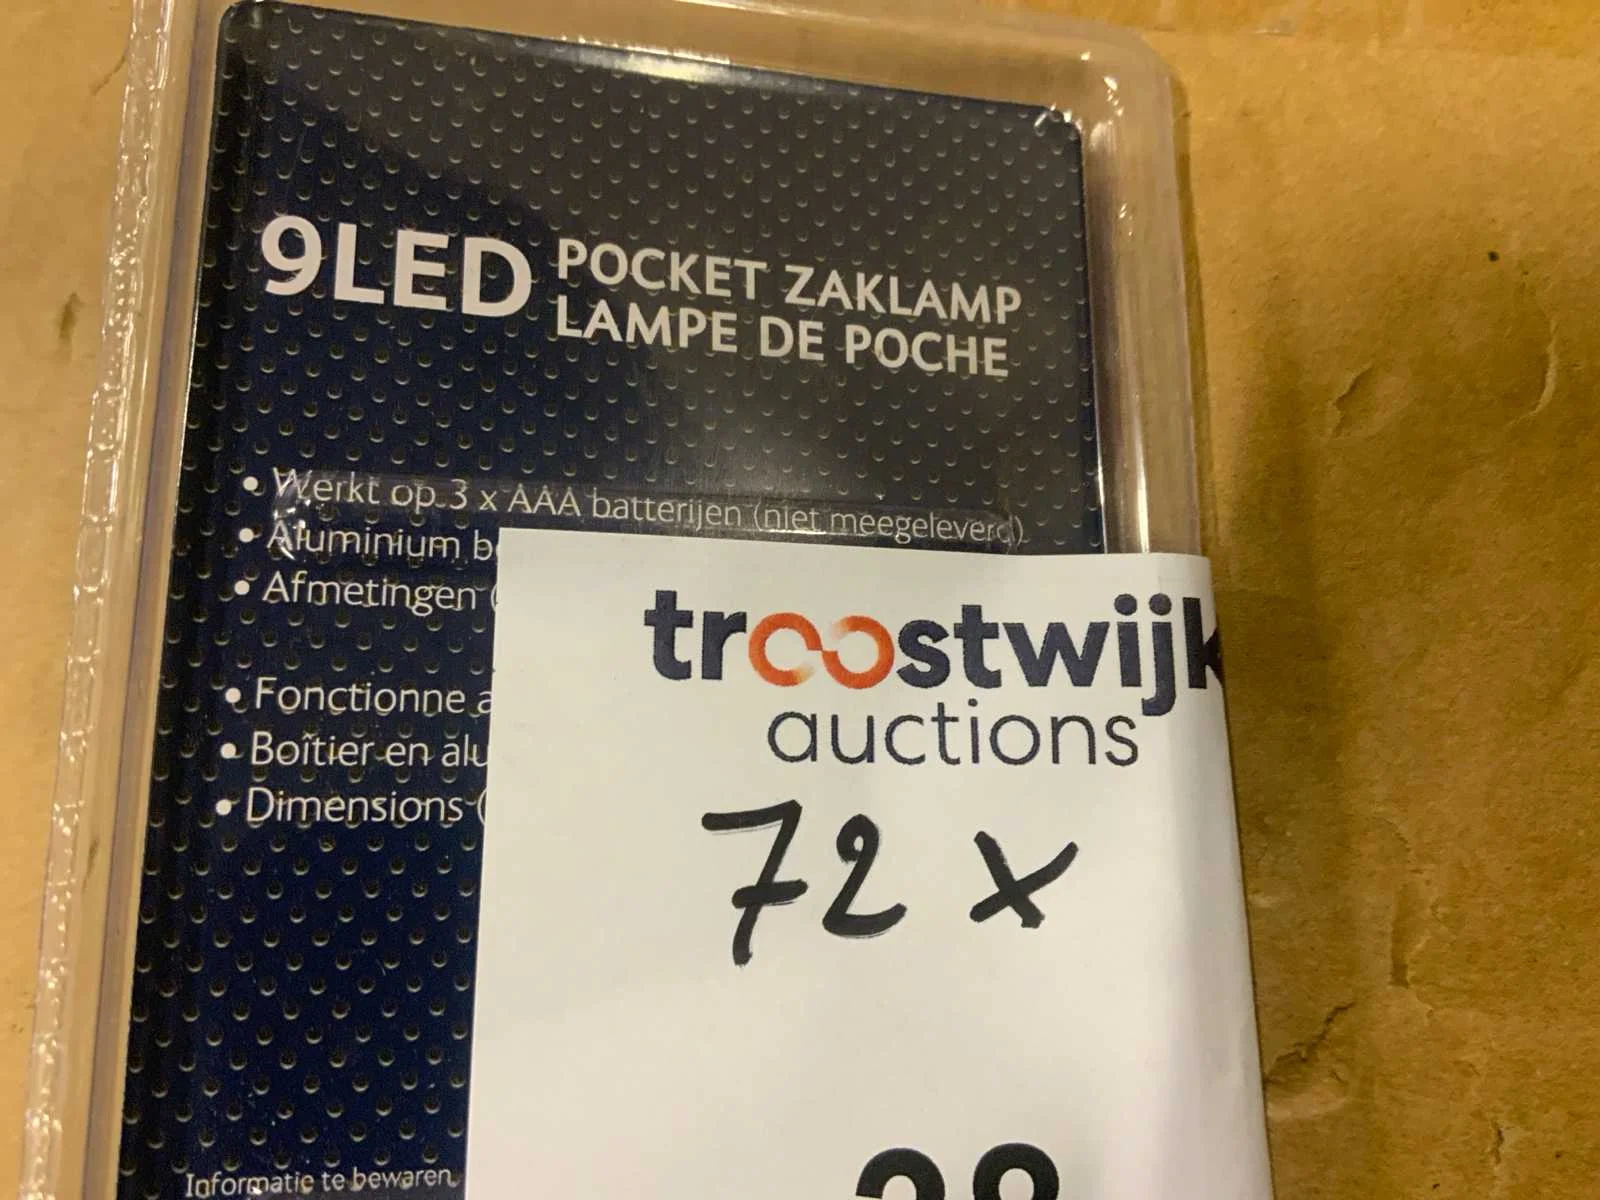 9LED POCKET ZAKLAMP
LAMPE DE POCHE
• Werkt op 3 x AAA batterijen (niet meegeleverd)
• Aluminium
• Afmetingen (
• Fonctionne
• Boîtier en
• Dimensions (
troostwijk
auctions
72 x
Informatie te bewaren.